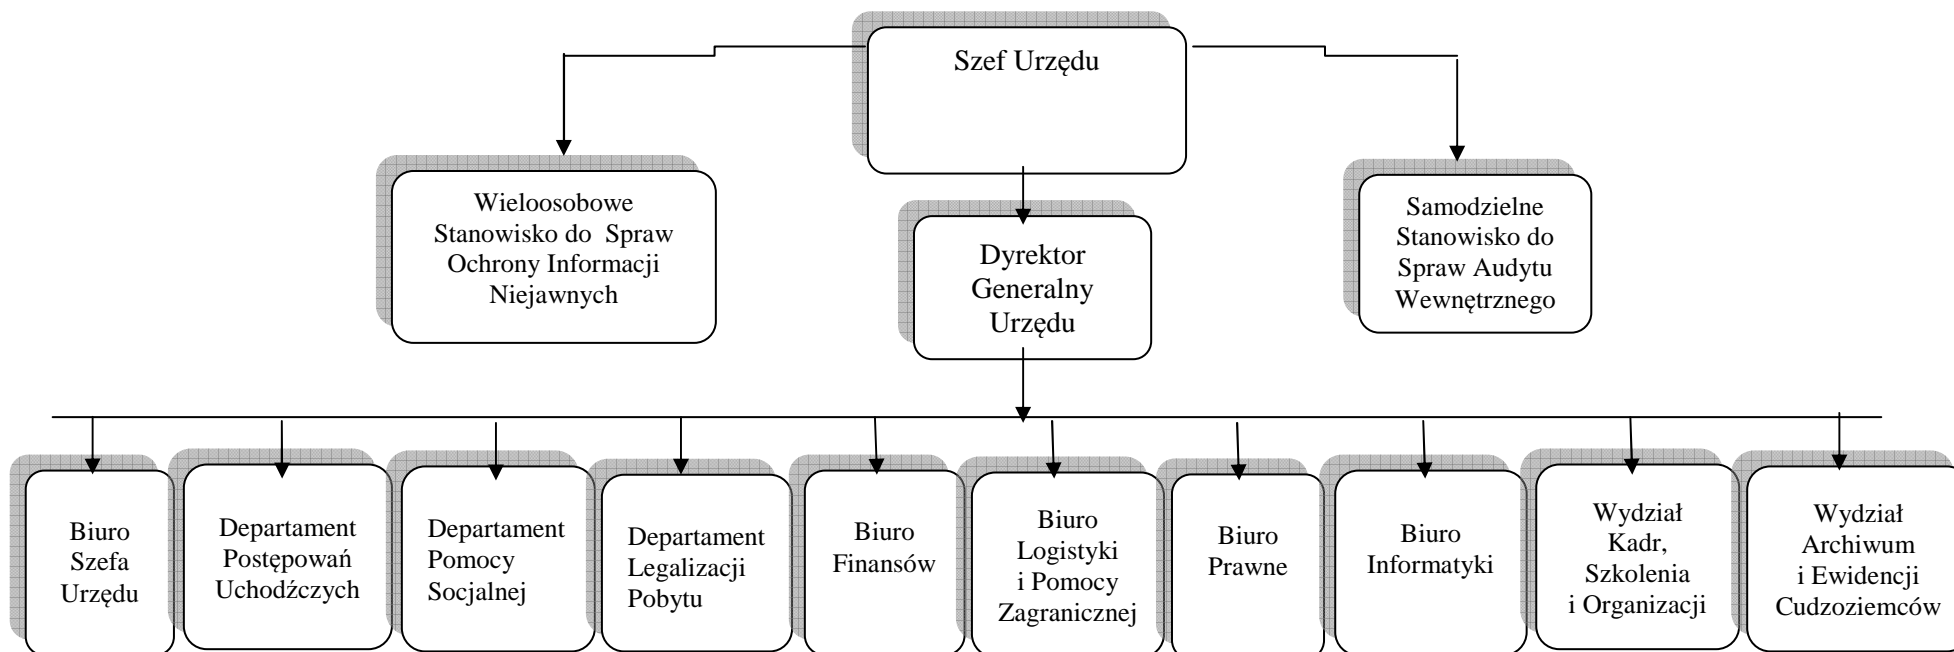 Szef Urzędu
Wieloosobowe
Stanowisko do Spraw
Ochrony Informacji
Niejawnych
Dyrektor
Generalny
Urzędu
Samodzielne
Stanowisko do
Spraw Audytu
Wewnętrznego
Biuro
Szefa
Urzędu
Departament
Postępowań
Uchodźczych
Departament
Pomocy
Socjalnej
Departament
Legalizacji
Pobytu
Biuro
Finansów
Biuro
Logistyki
i Pomocy
Zagranicznej
Biuro
Prawne
Biuro
Informatyki
Wydział
Kadr,
Szkolenia
i Organizacji
Wydział
Archiwum
i Ewidencji
Cudzoziemców